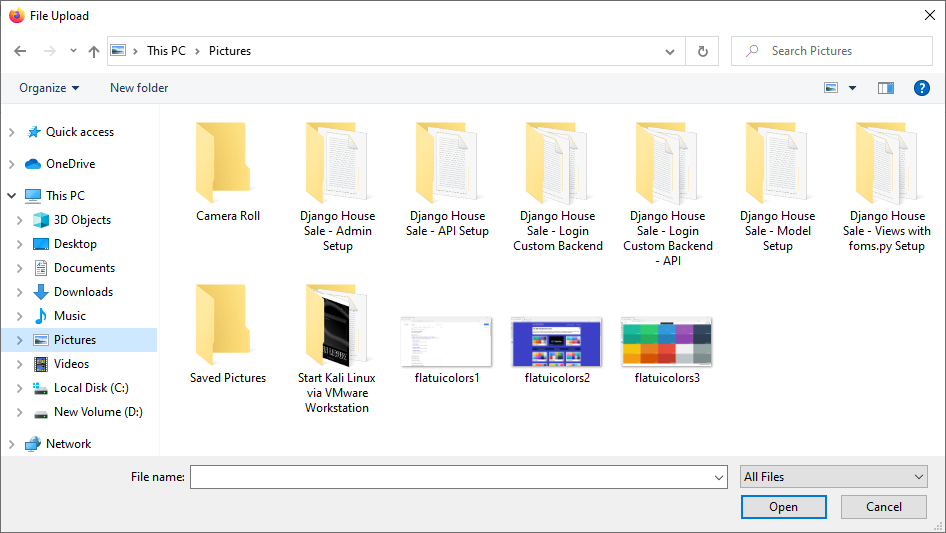 File Upload
This PC
Pictures
Search Pictures
Organize
New folder
Quick access
OneDrive
This PC
3D Objects
Desktop
Documents
Downloads
Music
Pictures
Videos
Local Disk (C:)
New Volume (D:)
Network
Camera Roll
Django House
Sale - Admin
Setup
Django House
Sale - API Setup
Django House
Sale - Login
Custom Backend
Django House
Sale - Login
Custom Backend
- API
Django House
Sale - Model
Setup
Django House
Sale - Views with
foms.py Setup
Saved Pictures
Start Kali Linux
via VMware
Workstation
flatuicolors1
flatuicolors2
flatuicolors3
File name:
All Files
Open
Cancel